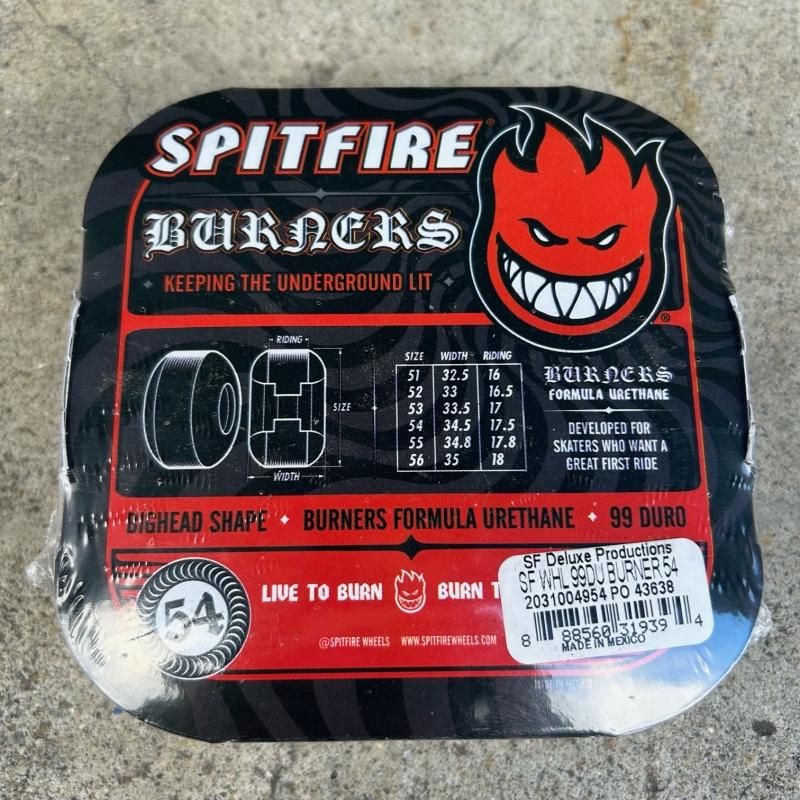 SPITFIRE ®
BURNERS
KEEPING THE UNDERGROUND LIT
®
RIDING
SIZE
WIDTH
SIZE WIDTH RIDING
51 32.5 16
52 33 16.5
53 33.5 17
54 34.5 17.5
55 34.8 17.8
56 35 18
BURNERS
FORMULA URETHANE
DEVELOPED FOR
SKATERS WHO WANT A
GREAT FIRST RIDE
BIGHEAD SHAPE BURNERS FORMULA URETHANE 99 DURO
54
LIVE TO BURN BURN T
@SPITFIRE WHEELS WWW.SPITFIREWHEELS.COM
SF Deluxe Productions
SF WHL 99DU BURNER 54
2031004954 PO 43638
8 88560 31939 4
MADE IN MEXICO
MADE IN MEXICO